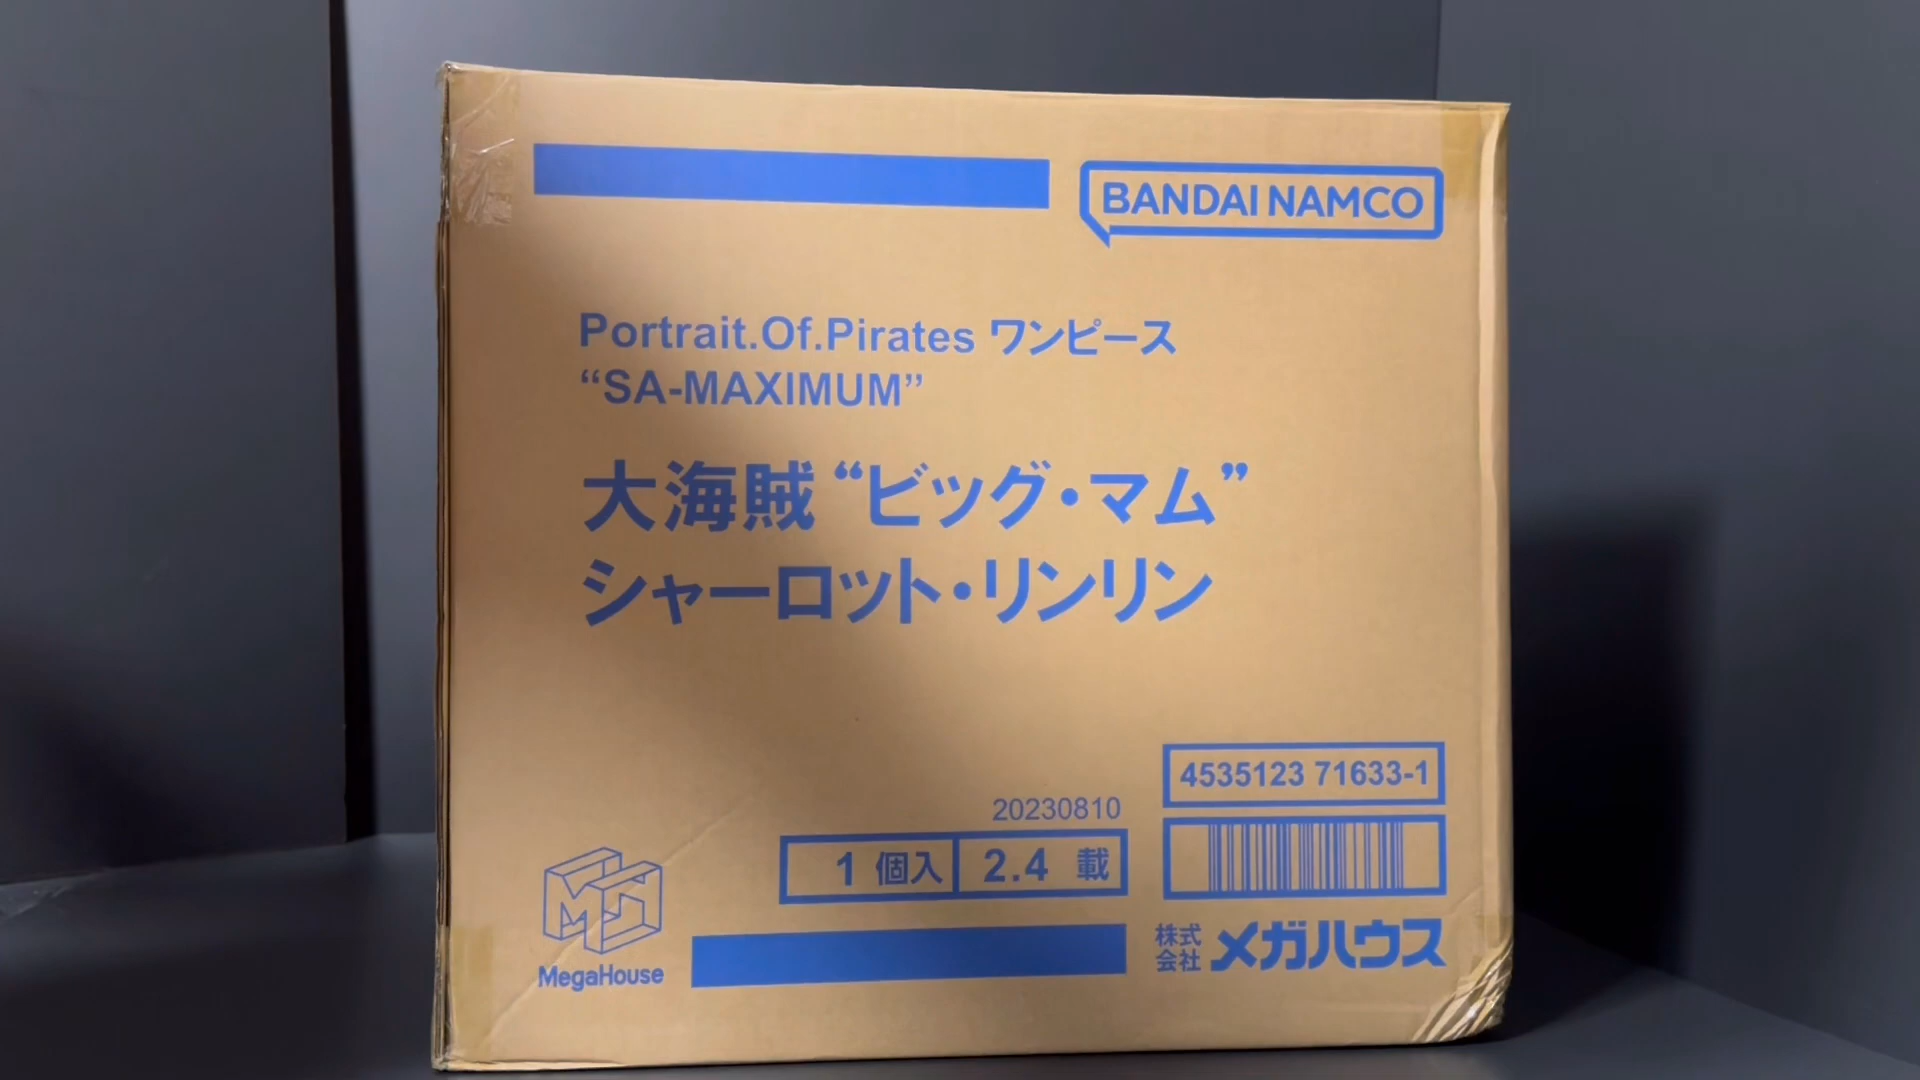 BANDAI NAMCO
Portrait.Of.Pirates ワンピース
“SA-MAXIMUM”
大海賊“ビッグ・マム”
シャーロット・リンリン
4535123 71633-1
20230810
1 個入 2.4 載
MegaHouse
株式会社 メガハウス